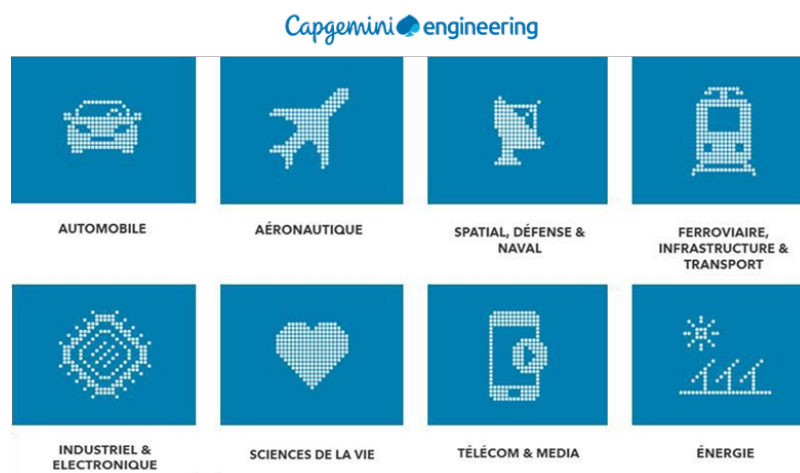 Capgemini engineering
AUTOMOBILE
AÉRONAUTIQUE
SPATIAL, DÉFENSE &
NAVAL
FERROVIAIRE,
INFRASTRUCTURE &
TRANSPORT
INDUSTRIEL &
ELECTRONIQUE
SCIENCES DE LA VIE
TÉLÉCOM & MEDIA
ÉNERGIE